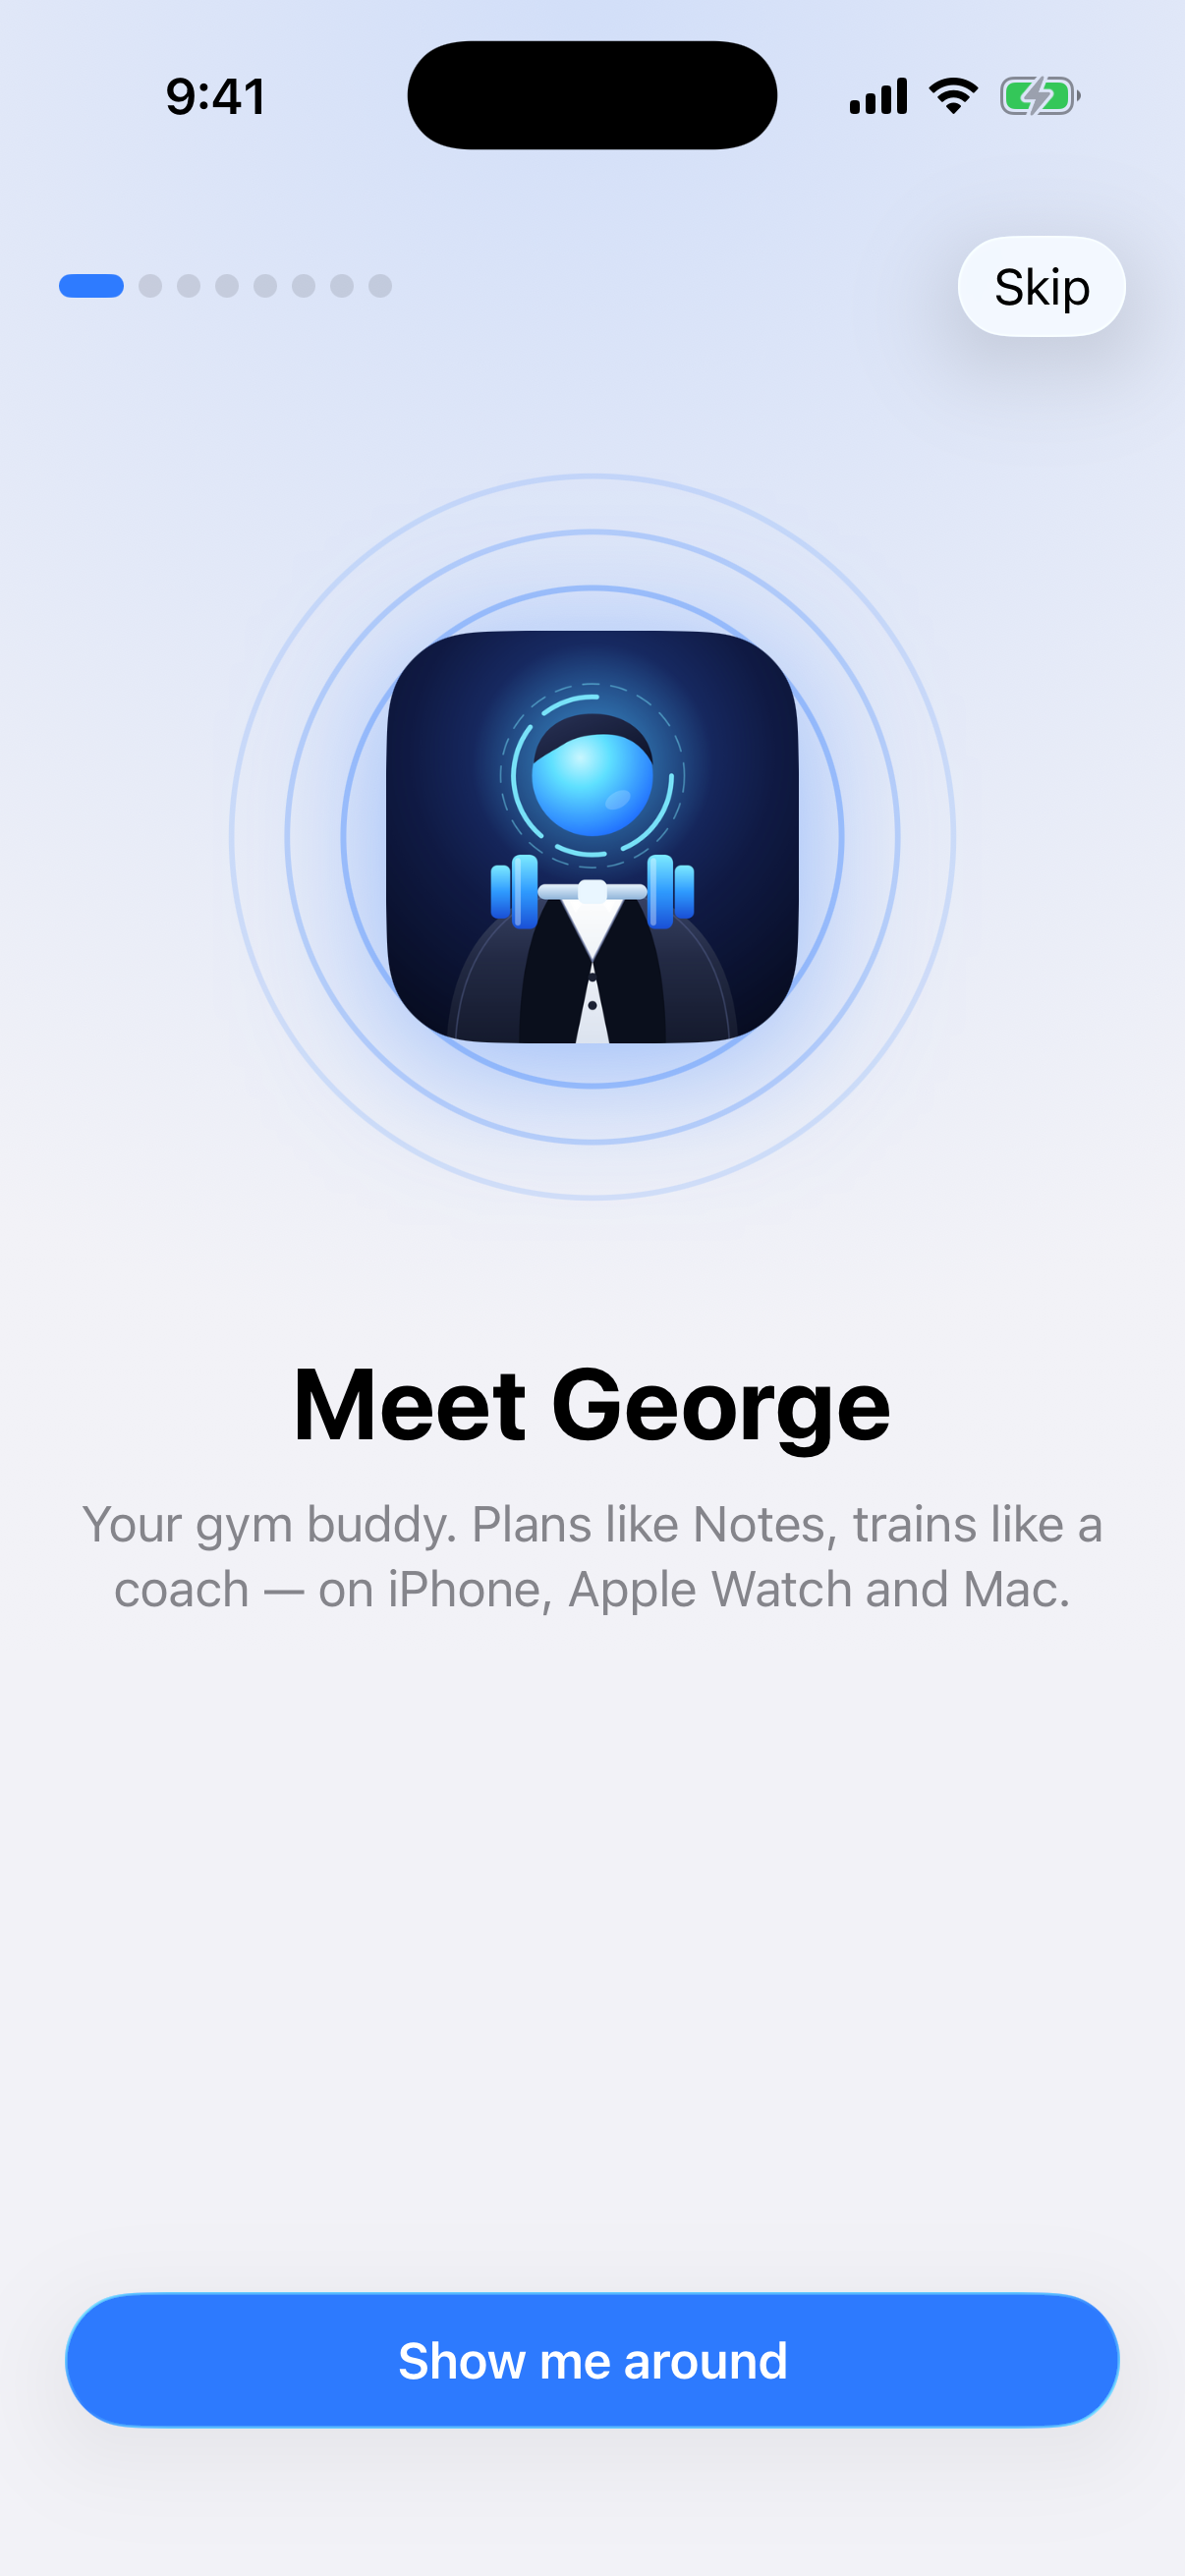 9:41
Skip
Meet George
Your gym buddy. Plans like Notes, trains like a
coach — on iPhone, Apple Watch and Mac.
Show me around